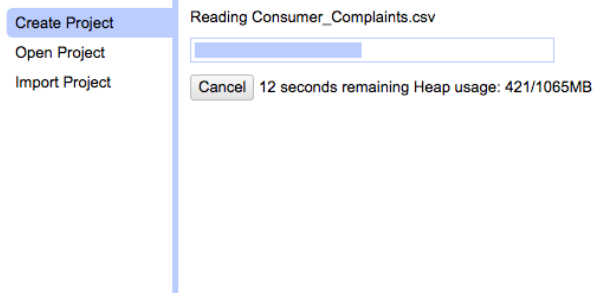 Create Project
Open Project
Import Project
Reading Consumer_Complaints.csv
Cancel 12 seconds remaining Heap usage: 421/1065MB